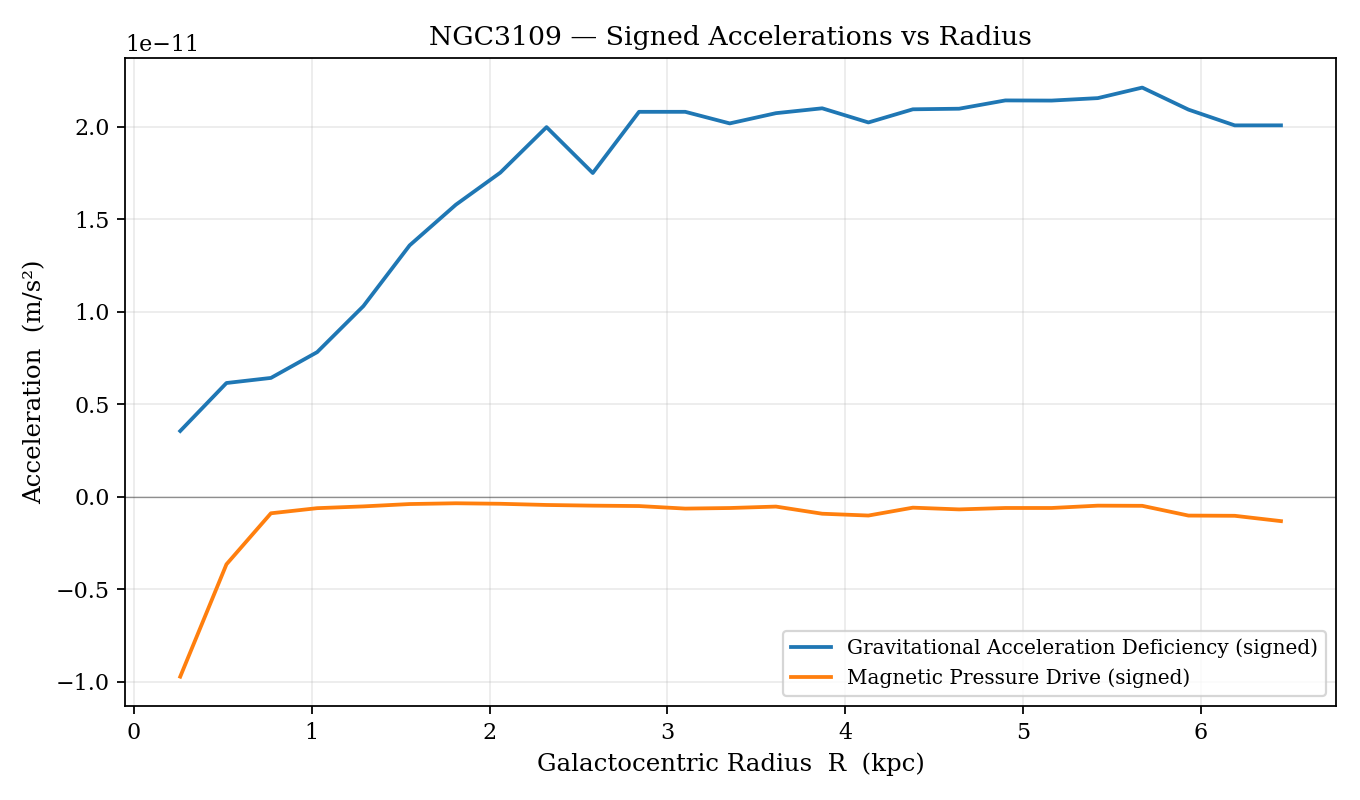 NGC3109 — Signed Accelerations vs Radius
1e−11
2.0
1.5
1.0
0.5
0.0
−0.5
−1.0
Acceleration (m/s²)
Gravitational Acceleration Deficiency (signed)
Magnetic Pressure Drive (signed)
0 1 2 3 4 5 6
Galactocentric Radius R (kpc)